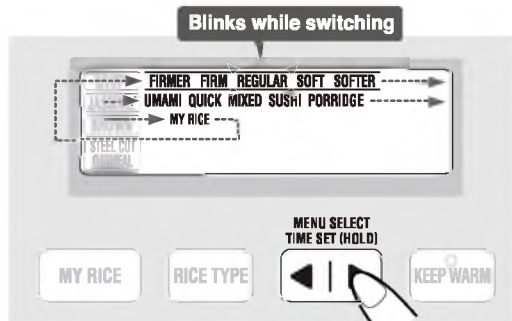 Blinks while switching
FIRMER FIRM REGULAR SOFT SOFTER
UMAMI QUICK MIXED SUSHI PORRIDGE
MY RICE
STEEL CUT
OATMEAL
MENU SELECT
TIME SET (HOLD)
MY RICE
RICE TYPE
KEEP WARM